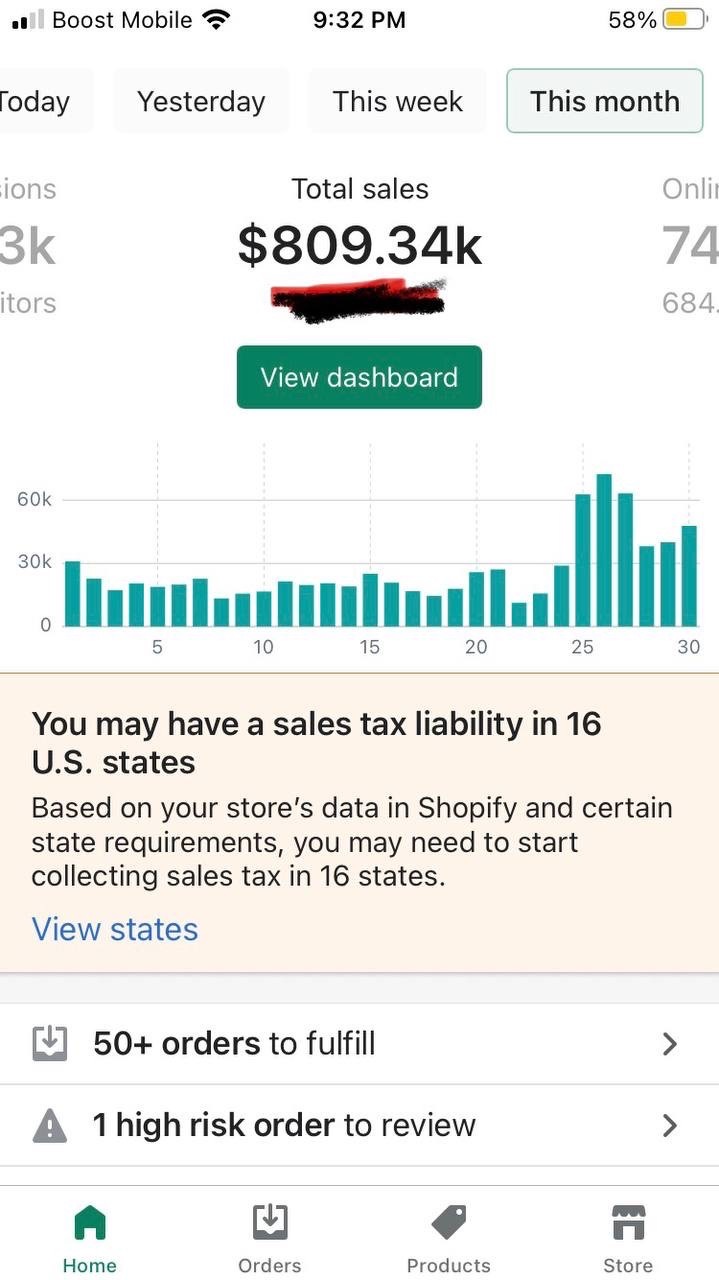 Boost Mobile 9:32 PM 58%
Today Yesterday This week This month
sions Total sales Onlin
3k $809.34k 74
itors 684.
View dashboard
60k
30k
0
5 10 15 20 25 30
You may have a sales tax liability in 16
U.S. states
Based on your store's data in Shopify and certain
state requirements, you may need to start
collecting sales tax in 16 states.
View states
50+ orders to fulfill
1 high risk order to review
Home Orders Products Store